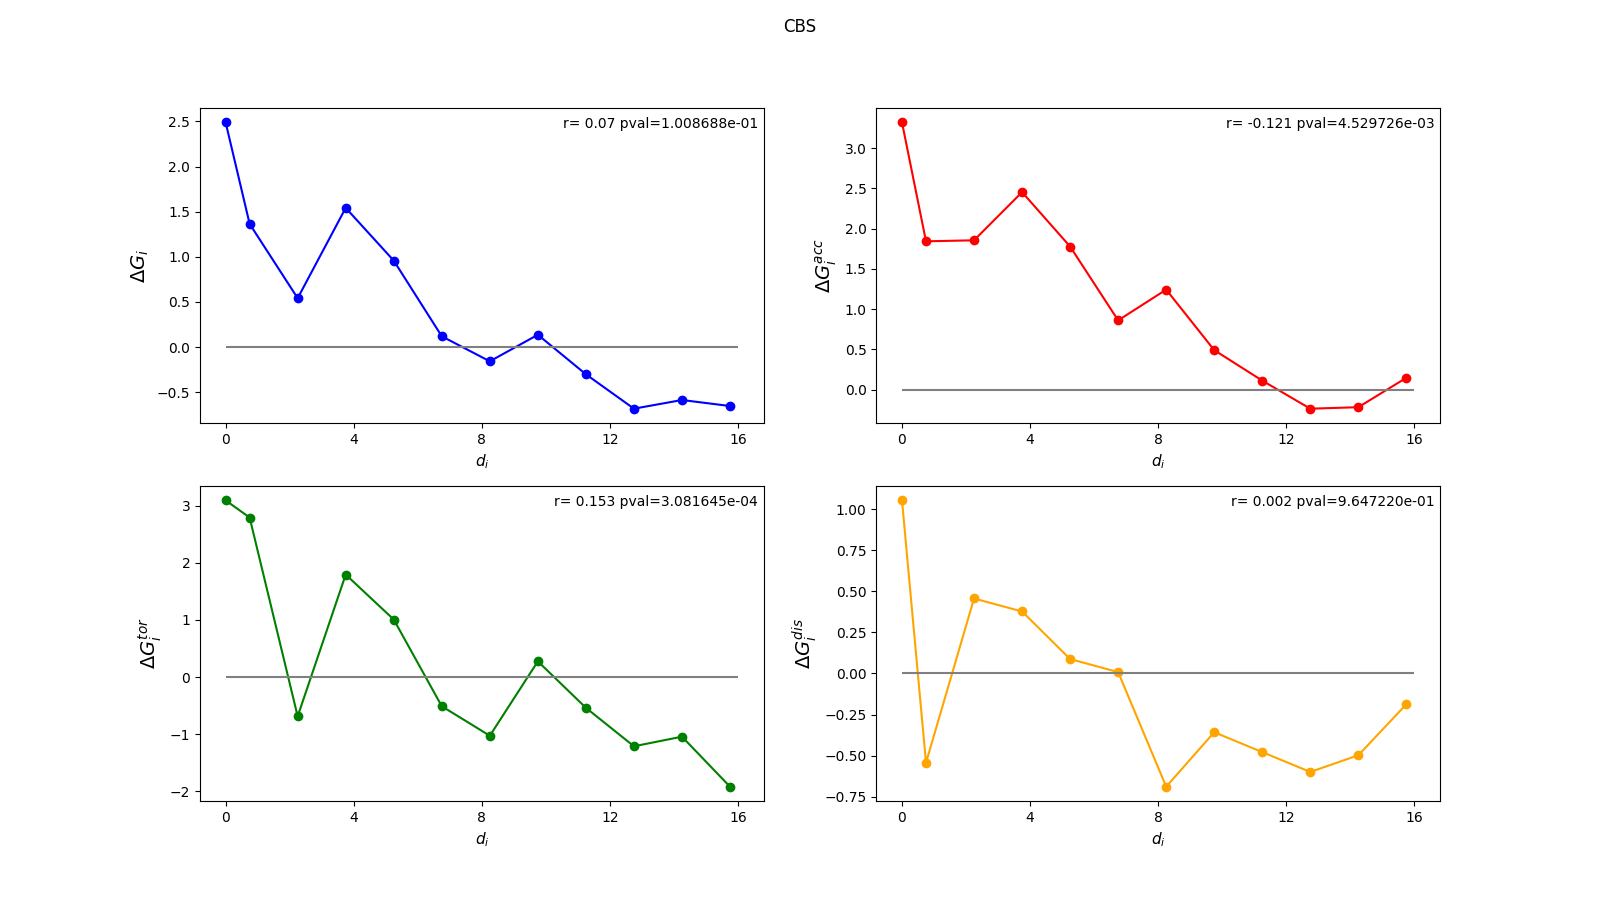 CBS
r= 0.07 pval=1.008688e-01
2.5
2.0
1.5
1.0
0.5
0.0
−0.5
ΔG_i
0 4 8 12 16
d_i
r= -0.121 pval=4.529726e-03
3.0
2.5
2.0
1.5
1.0
0.5
0.0
ΔG_i^acc
0 4 8 12 16
d_i
r= 0.153 pval=3.081645e-04
3
2
1
0
−1
−2
ΔG_i^tor
0 4 8 12 16
d_i
r= 0.002 pval=9.647220e-01
1.00
0.75
0.50
0.25
0.00
−0.25
−0.50
−0.75
ΔG_i^dis
0 4 8 12 16
d_i